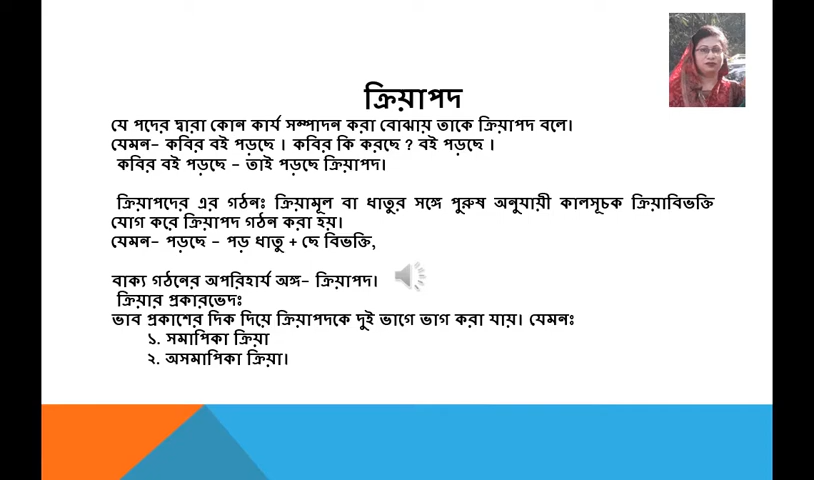 ক্রিয়াপদ
যে পদের দ্বারা কোন কার্য সম্পাদন করা বোঝায় তাকে ক্রিয়াপদ বলে।
যেমন- কবির বই পড়ছে । কবির কি করছে ? বই পড়ছে ।
কবির বই পড়ছে - তাই পড়ছে ক্রিয়াপদ।
ক্রিয়াপদের এর গঠনঃ ক্রিয়ামূল বা ধাতুর সঙ্গে পুরুষ অনুযায়ী কালসূচক ক্রিয়াবিভক্তি
যোগ করে ক্রিয়াপদ গঠন করা হয়।
যেমন- পড়ছে - পড় ধাতু + ছে বিভক্তি,
বাক্য গঠনের অপরিহার্য অঙ্গ- ক্রিয়াপদ।
ক্রিয়ার প্রকারভেদঃ
ভাব প্রকাশের দিক দিয়ে ক্রিয়াপদকে দুই ভাগে ভাগ করা যায়। যেমনঃ
১. সমাপিকা ক্রিয়া
২. অসমাপিকা ক্রিয়া।